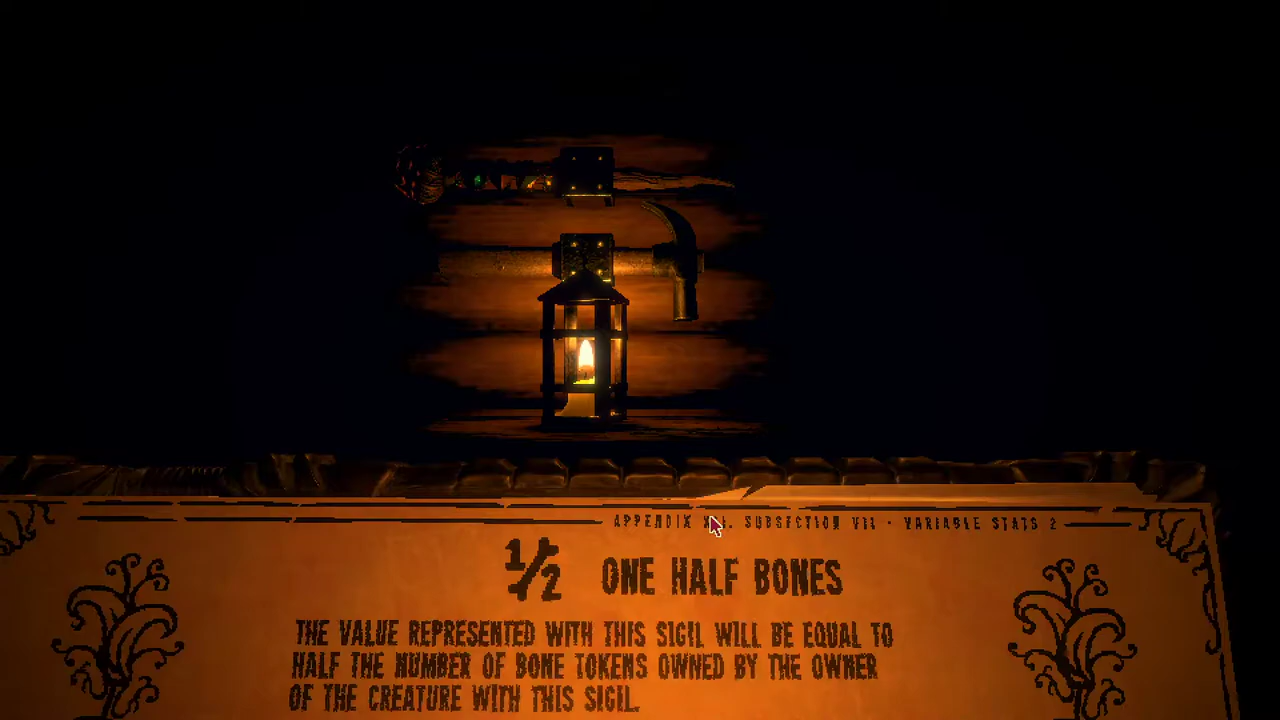 APPENDIX SUBSECTION VII - VARIABLE STATS 2
1/2 ONE HALF BONES
THE VALUE REPRESENTED WITH THIS SIGIL WILL BE EQUAL TO
HALF THE NUMBER OF BONE TOKENS OWNED BY THE OWNER
OF THE CREATURE WITH THIS SIGIL.